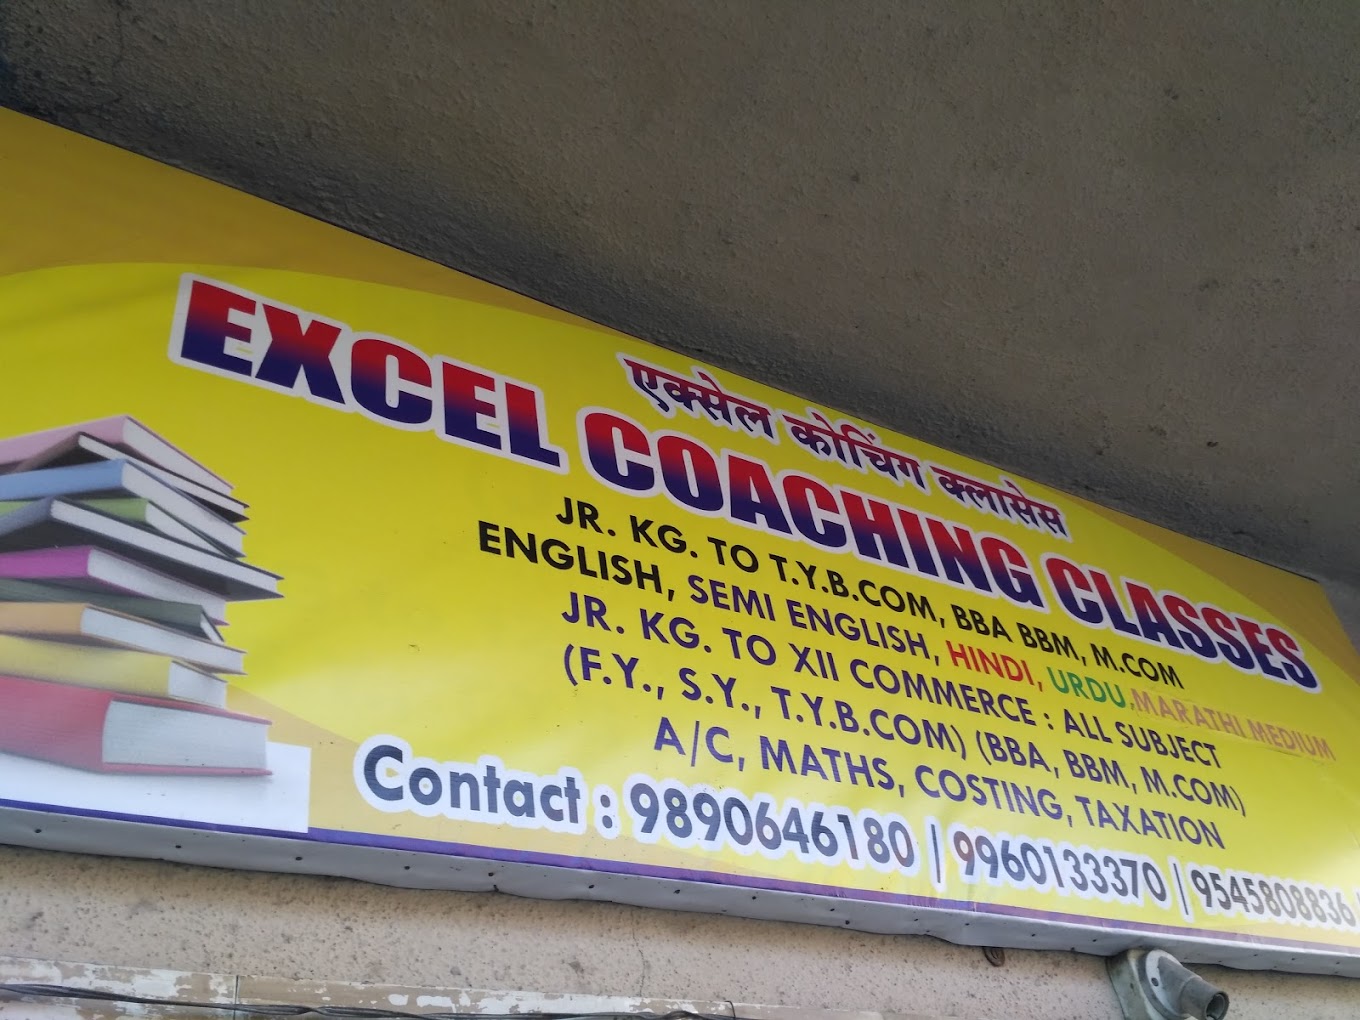 एक्सेल कोचिंग क्लासेस
EXCEL COACHING CLASSES
JR. KG. TO T.Y.B.COM, BBA BBM, M.COM
ENGLISH, SEMI ENGLISH, HINDI, URDU, MARATHI MEDIUM
JR. KG. TO XII COMMERCE : ALL SUBJECT
(F.Y., S.Y., T.Y.B.COM) (BBA, BBM, M.COM)
A/C, MATHS, COSTING, TAXATION
Contact : 9890646180 | 9960133370 | 9545808836